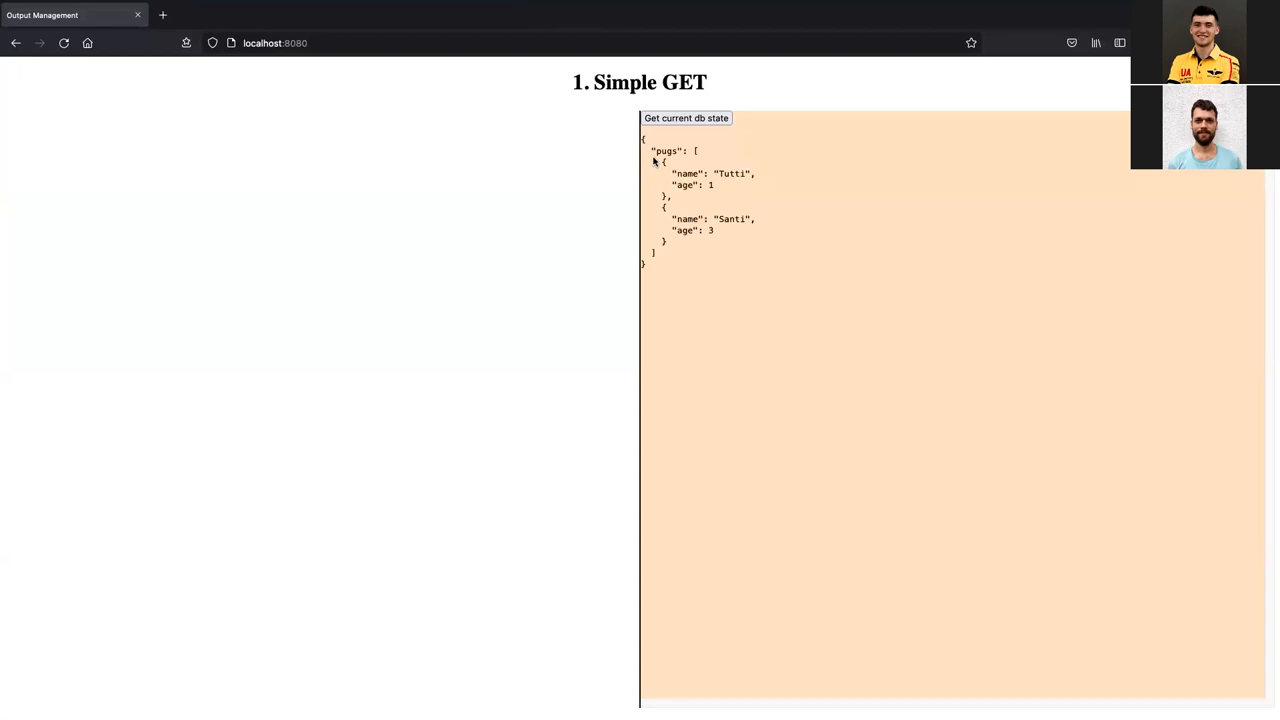 Output Management
localhost:8080
1. Simple GET
Get current db state
{
"pugs": [
{
"name": "Tutti",
"age": 1
},
{
"name": "Santi",
"age": 3
}
]
}
UA